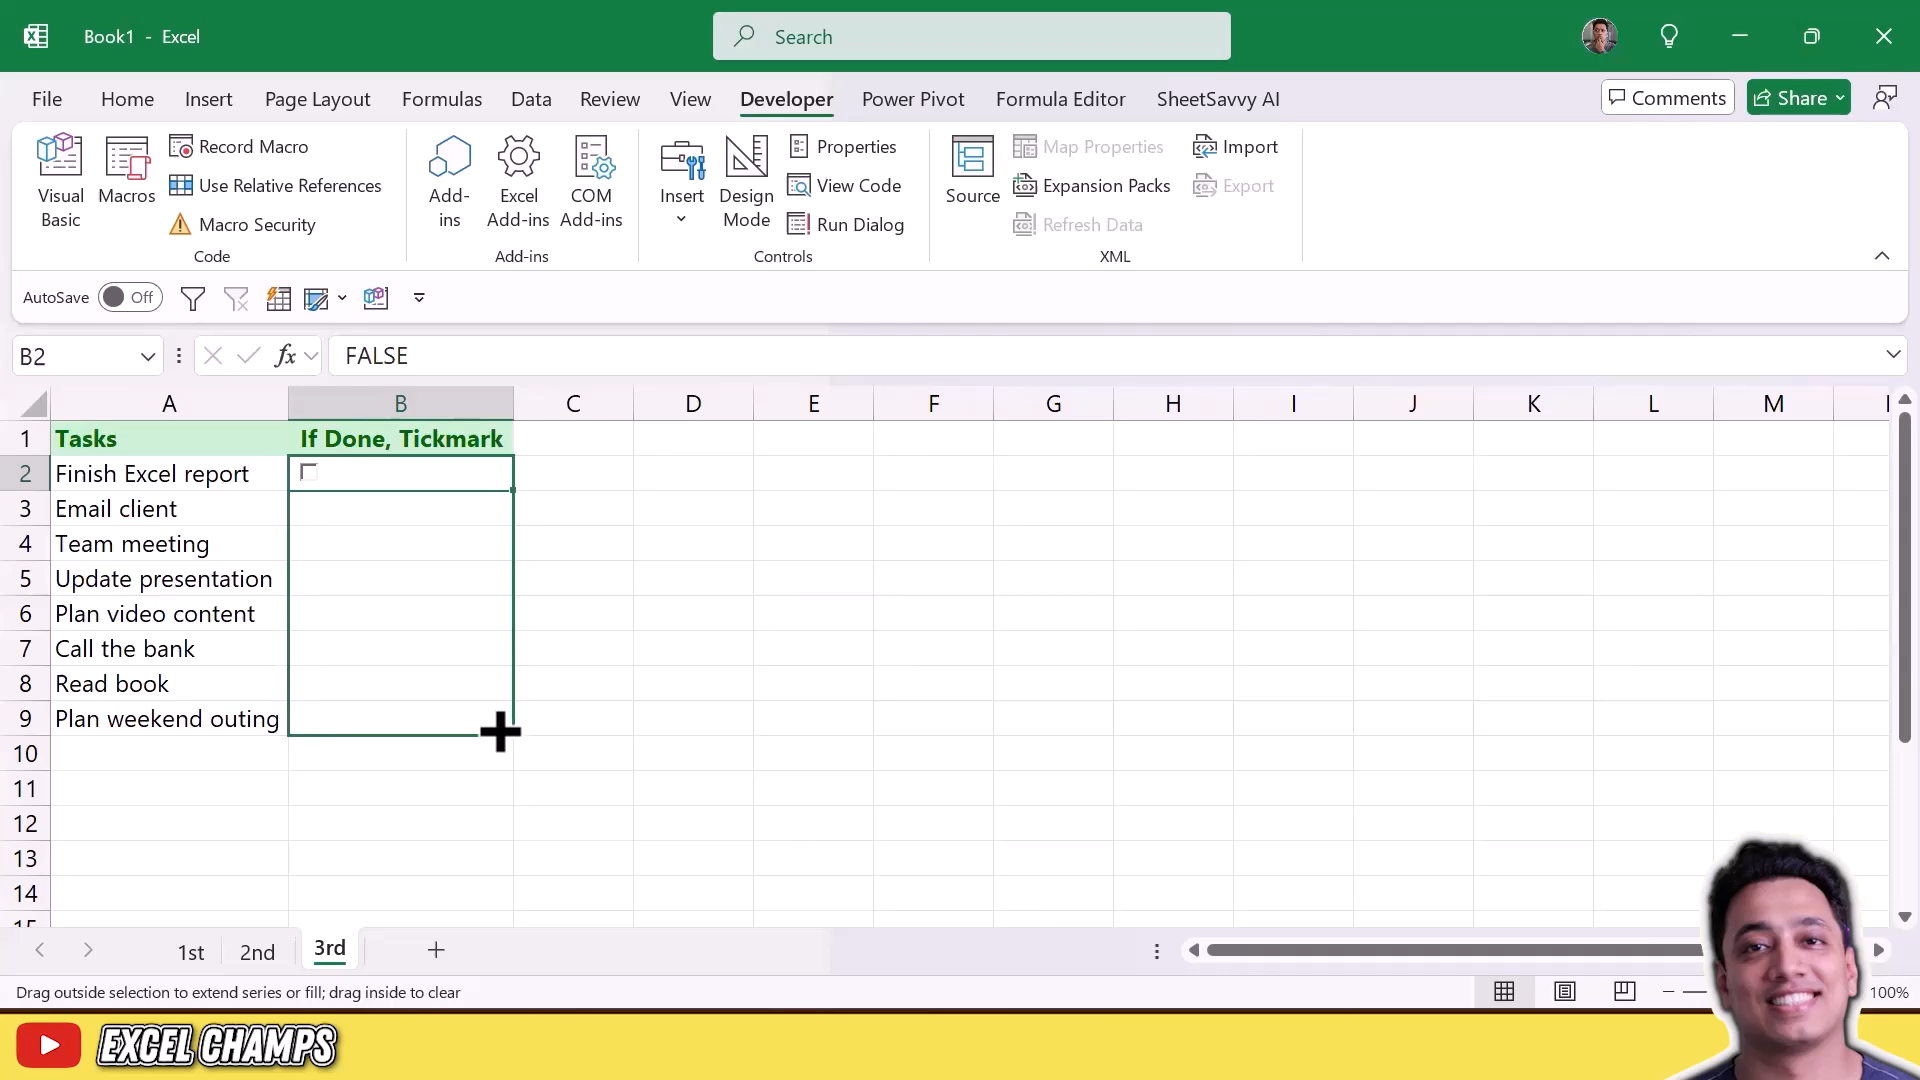 Book1 - Excel
Search
File Home Insert Page Layout Formulas Data Review View Developer Power Pivot Formula Editor SheetSavvy AI
Comments Share
Visual Basic
Macros
Record Macro
Use Relative References
Macro Security
Code
Add-ins
Excel Add-ins
COM Add-ins
Add-ins
Insert
Design Mode
Properties
View Code
Run Dialog
Controls
Source
Map Properties
Expansion Packs
Refresh Data
Import
Export
XML
AutoSave Off
B2 fx FALSE
A B C D E F G H I J K L M
1 Tasks If Done, Tickmark
2 Finish Excel report
3 Email client
4 Team meeting
5 Update presentation
6 Plan video content
7 Call the bank
8 Read book
9 Plan weekend outing
10
11
12
13
14
15
1st 2nd 3rd
Drag outside selection to extend series or fill; drag inside to clear
100%
EXCEL CHAMPS